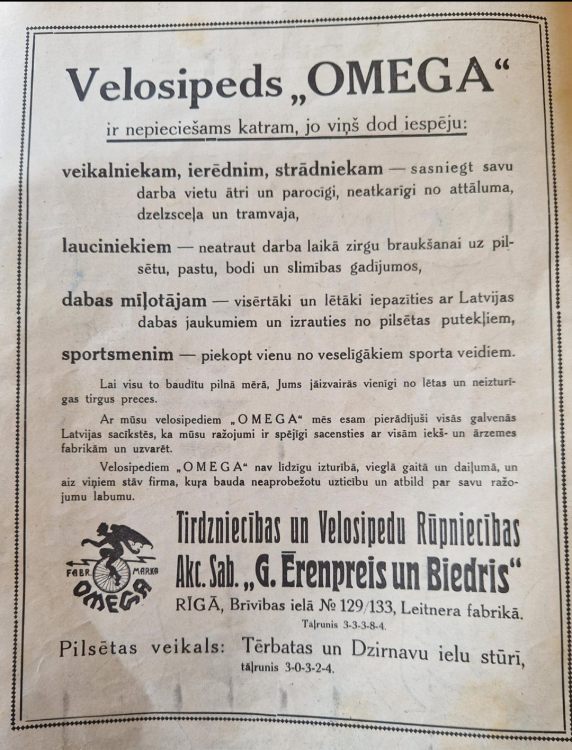 Velosipeds „OMEGA“
ir nepieciešams katram, jo viņš dod iespēju:
veikalniekam, ierēdnim, strādniekam — sasniegt savu
darba vietu ātri un parocīgi, neatkarīgi no attāluma,
dzelzsceļa un tramvaja,
lauciniekiem — neatraut darba laikā zirgu braukšanai uz pil-
sētu, pastu, bodi un slimības gadijumos,
dabas mīļotājam — visērtāki un lētāki iepazīties ar Latvijas
dabas jaukumiem un izrauties no pilsētas putekļiem,
sportsmenim — piekopt vienu no veselīgākiem sporta veidiem.
Lai visu to baudītu pilnā mērā, Jums jāizvairās vienīgi no lētas un neizturī-
gas tirgus preces.
Ar mūsu velosipediem „OMEGA“ mēs esam pierādījuši visās galvenās
Latvijas sacīkstēs, ka mūsu ražojumi ir spējīgi sacensties ar visām iekš- un ārzemes
fabrikām un uzvarēt.
Velosipediem „OMEGA“ nav lidzīgu izturībā, vieglā gaitā un daiļumā, un
aiz viņiem stāv firma, kuŗa bauda neaprobežotu uzticību un atbild par savu ražo-
jumu labumu.
FABR. MARKA
OMEGA
Tirdzniecības un Velosipedu Rūpniecības
Akc. Sab. „G. Ērenpreis un Biedris“
RĪGĀ, Brīvības ielā № 129/133, Leitnera fabrikā.
Tāļrunis 3-3-3-8-4.
Pilsētas veikals: Tērbatas un Dzirnavu ielu stūrī,
tāļrunis 3-0-3-2-4.